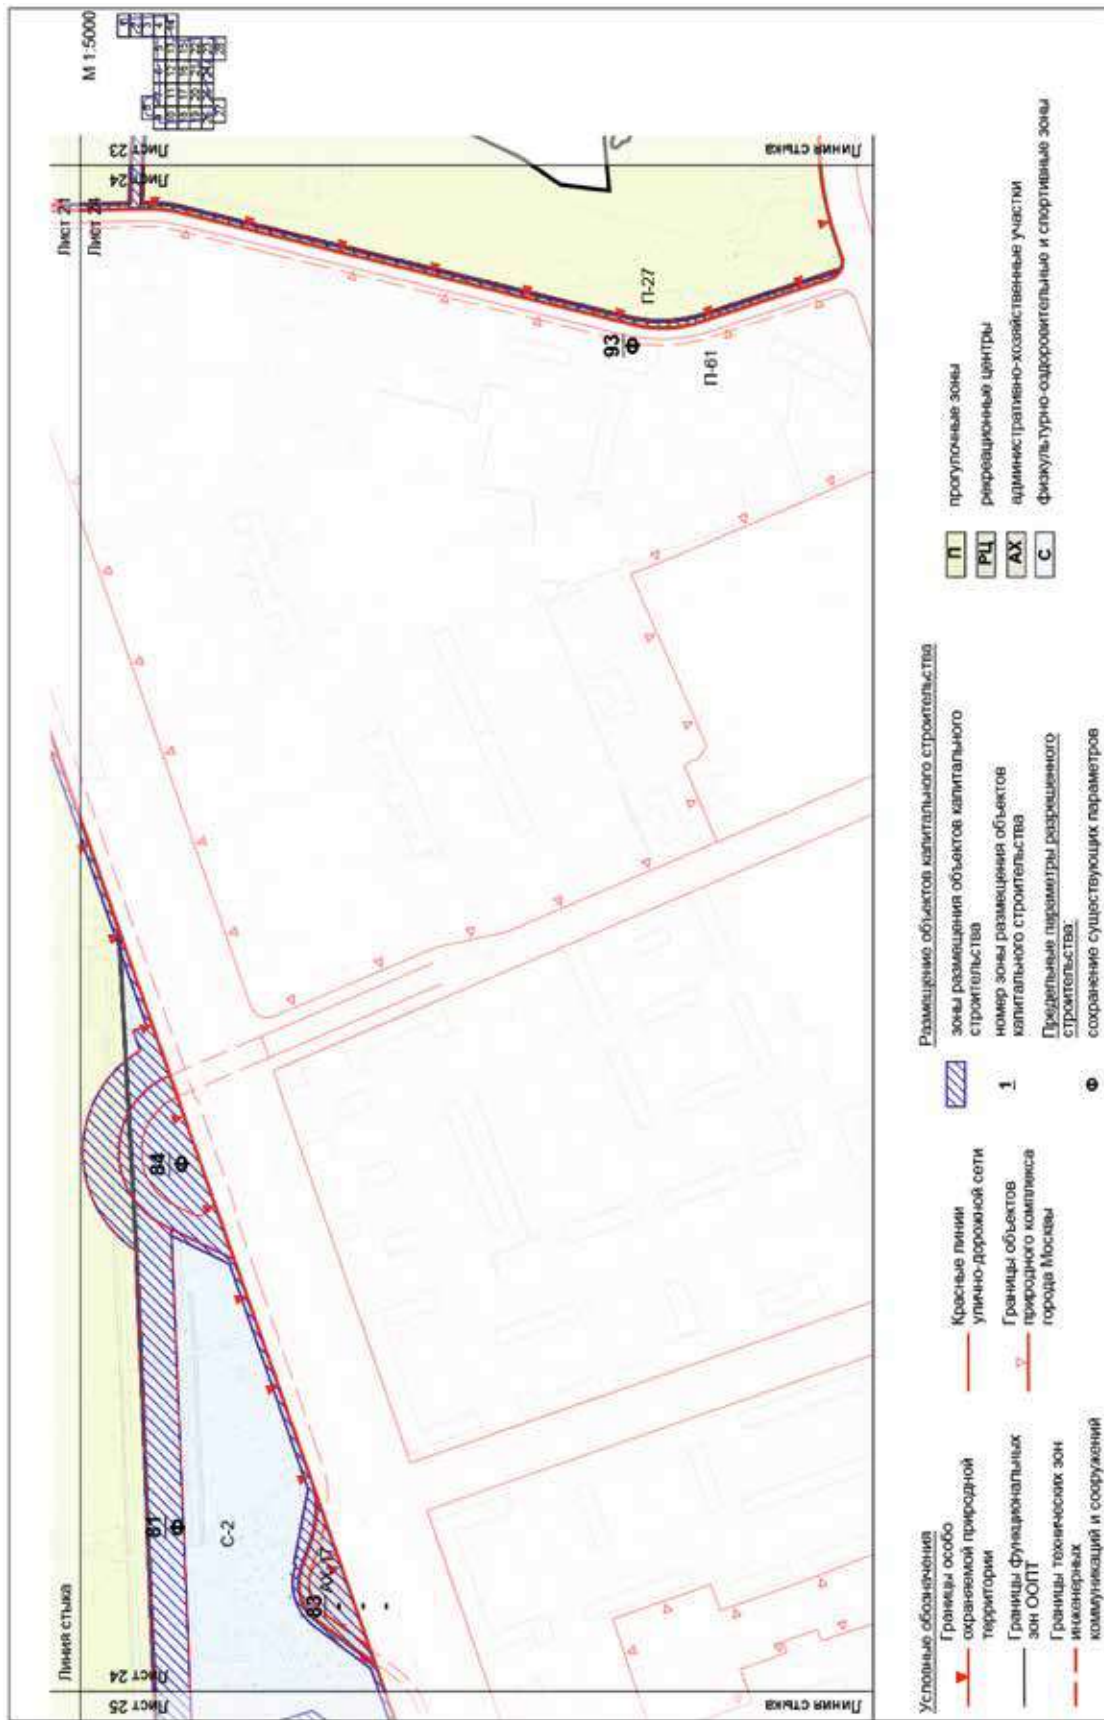 М 1:5000
Лист 21
Лист 24
Лист 24
Лист 23
Линия стыка
Линия стыка
П-27
93
Ф
П-61
84
Ф
81
Ф
С-2
83
АХ-17
Лист 24
Лист 25
Линия стыка
Условные обозначения
Границы особо
охраняемой природной
территории
Границы функциональных
зон ООПТ
Границы технических зон
инженерных
коммуникаций и сооружений
Красные линии
улично-дорожной сети
Границы объектов
природного комплекса
города Москвы
Размещение объектов капитального строительства
зоны размещения объектов капитального
строительства
1
номер зоны размещения объектов
капитального строительства
Предельные параметры разрешенного
строительства:
Ф
сохранение существующих параметров
П
прогулочные зоны
РЦ
рекреационные центры
АХ
административно-хозяйственные участки
С
физкультурно-оздоровительные и спортивные зоны